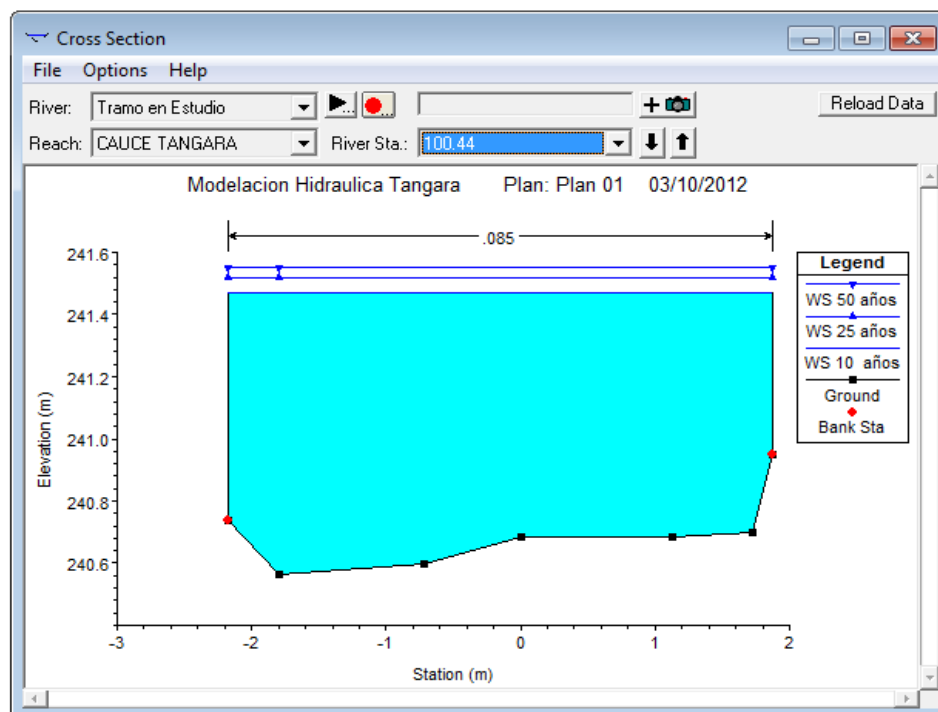 Cross Section
File Options Help
River: Tramo en Estudio
Reload Data
Reach: CAUCE TANGARA River Sta.: 100.44
Modelacion Hidraulica Tangara Plan: Plan 01 03/10/2012
.085
241.6
241.4
241.2
241.0
240.8
240.6
Elevation (m)
-3 -2 -1 0 1 2
Station (m)
Legend
WS 50 años
WS 25 años
WS 10 años
Ground
Bank Sta